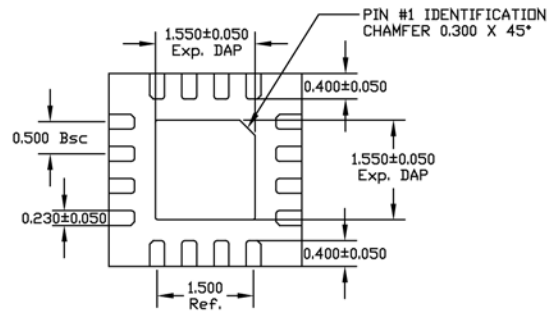 1.550±0.050
Exp. DAP
PIN #1 IDENTIFICATION
CHAMFER 0.300 X 45°
0.400±0.050
0.500 Bsc
1.550±0.050
Exp. DAP
0.230±0.050
0.400±0.050
1.500
Ref.